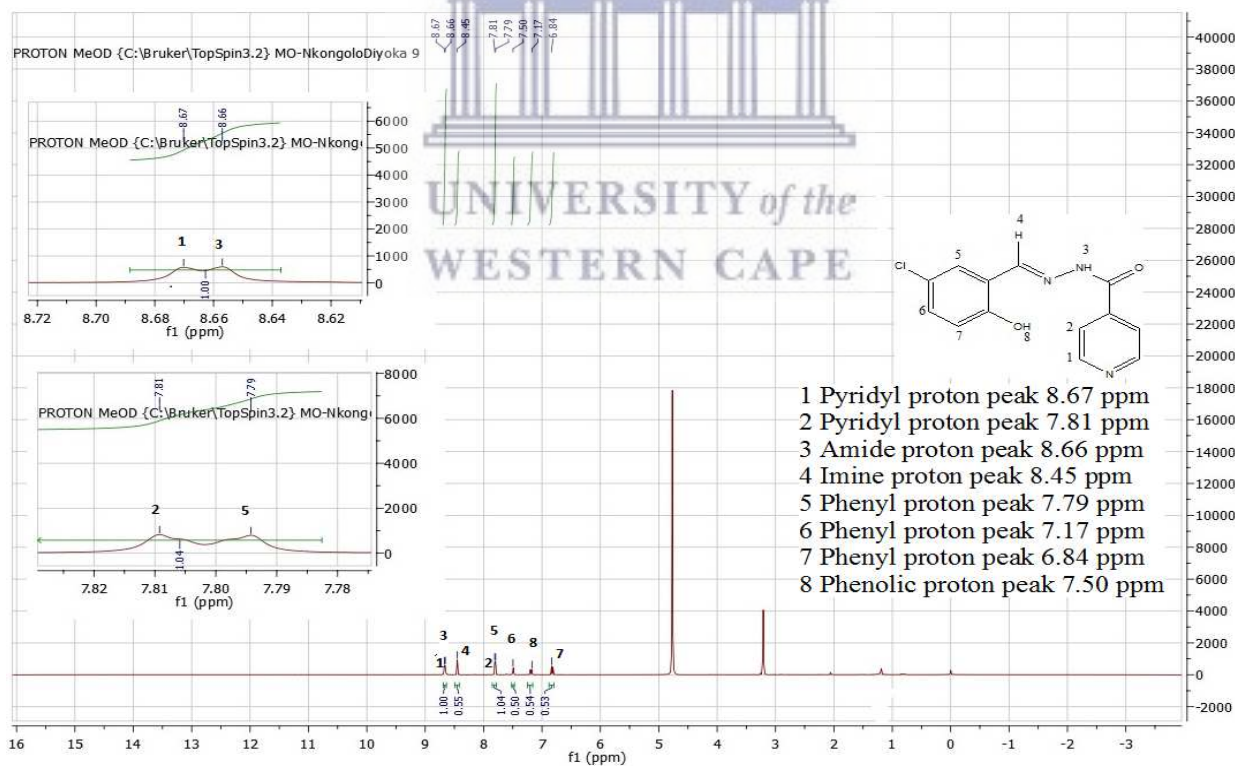 8.67 8.66 8.45 7.81 7.79 7.50 7.17 6.84
PROTON MeOD {C:\Bruker\TopSpin3.2} MO-NkongoloDiyoka 9
40000
38000
36000
34000
32000
30000
28000
26000
24000
22000
20000
18000
16000
14000
12000
10000
8000
6000
4000
2000
0
-2000
8.67 8.66
PROTON MeOD {C:\Bruker\TopSpin3.2} MO-Nkong
6000
5000
4000
3000
2000
1000
0
1 3
1.00
8.72 8.70 8.68 8.66 8.64 8.62
f1 (ppm)
UNIVERSITY of the
WESTERN CAPE
7.81 7.79
PROTON MeOD {C:\Bruker\TopSpin3.2} MO-Nkong
8000
6000
4000
2000
0
2 5
1.04
7.82 7.81 7.80 7.79 7.78
f1 (ppm)
4
H
5 3
Cl N NH O
6 2
7 OH 1
8
N
1 Pyridyl proton peak 8.67 ppm
2 Pyridyl proton peak 7.81 ppm
3 Amide proton peak 8.66 ppm
4 Imine proton peak 8.45 ppm
5 Phenyl proton peak 7.79 ppm
6 Phenyl proton peak 7.17 ppm
7 Phenyl proton peak 6.84 ppm
8 Phenolic proton peak 7.50 ppm
3 5
1 4 2 6 8 7
1.00 0.55 1.04 0.50 0.54 0.53
16 15 14 13 12 11 10 9 8 7 6 5 4 3 2 1 0 -1 -2 -3
f1 (ppm)